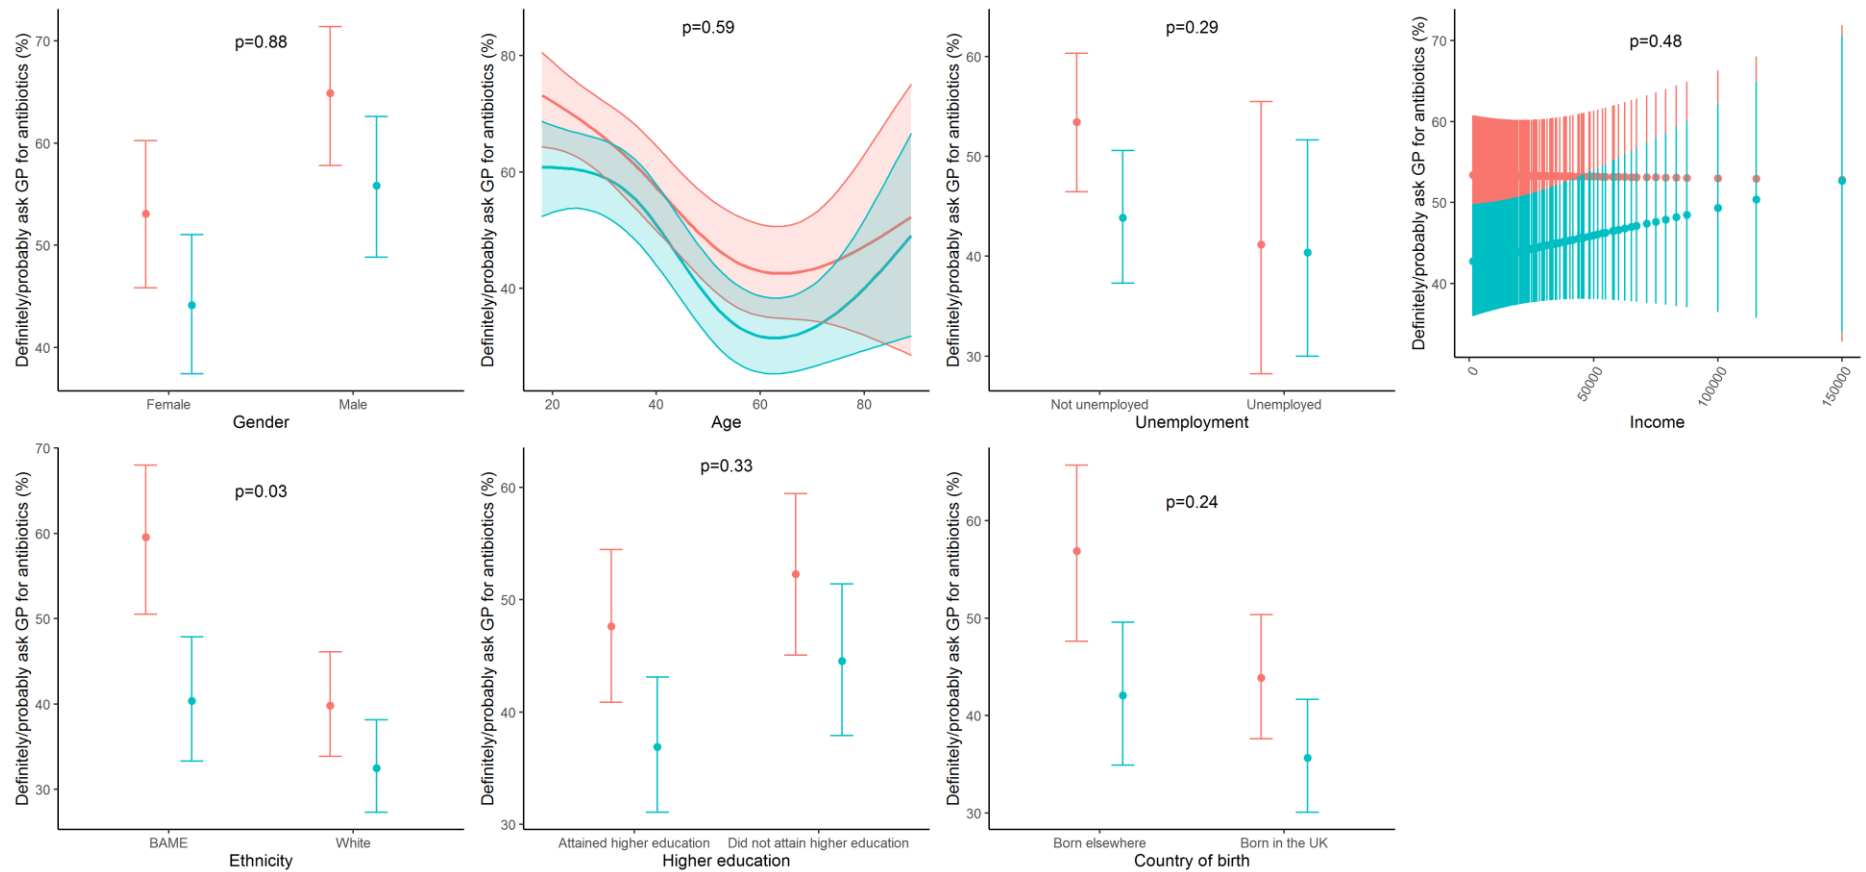 Definitely/probably ask GP for antibiotics (%)
70
60
50
40
p=0.88
Female
Male
Gender
Definitely/probably ask GP for antibiotics (%)
80
60
40
p=0.59
20
40
60
80
Age
Definitely/probably ask GP for antibiotics (%)
60
50
40
30
p=0.29
Not unemployed
Unemployed
Unemployment
Definitely/probably ask GP for antibiotics (%)
70
60
50
40
p=0.48
0
50000
100000
150000
Income
Definitely/probably ask GP for antibiotics (%)
70
60
50
40
30
p=0.03
BAME
White
Ethnicity
Definitely/probably ask GP for antibiotics (%)
60
50
40
30
p=0.33
Attained higher education
Did not attain higher education
Higher education
Definitely/probably ask GP for antibiotics (%)
60
50
40
30
p=0.24
Born elsewhere
Born in the UK
Country of birth